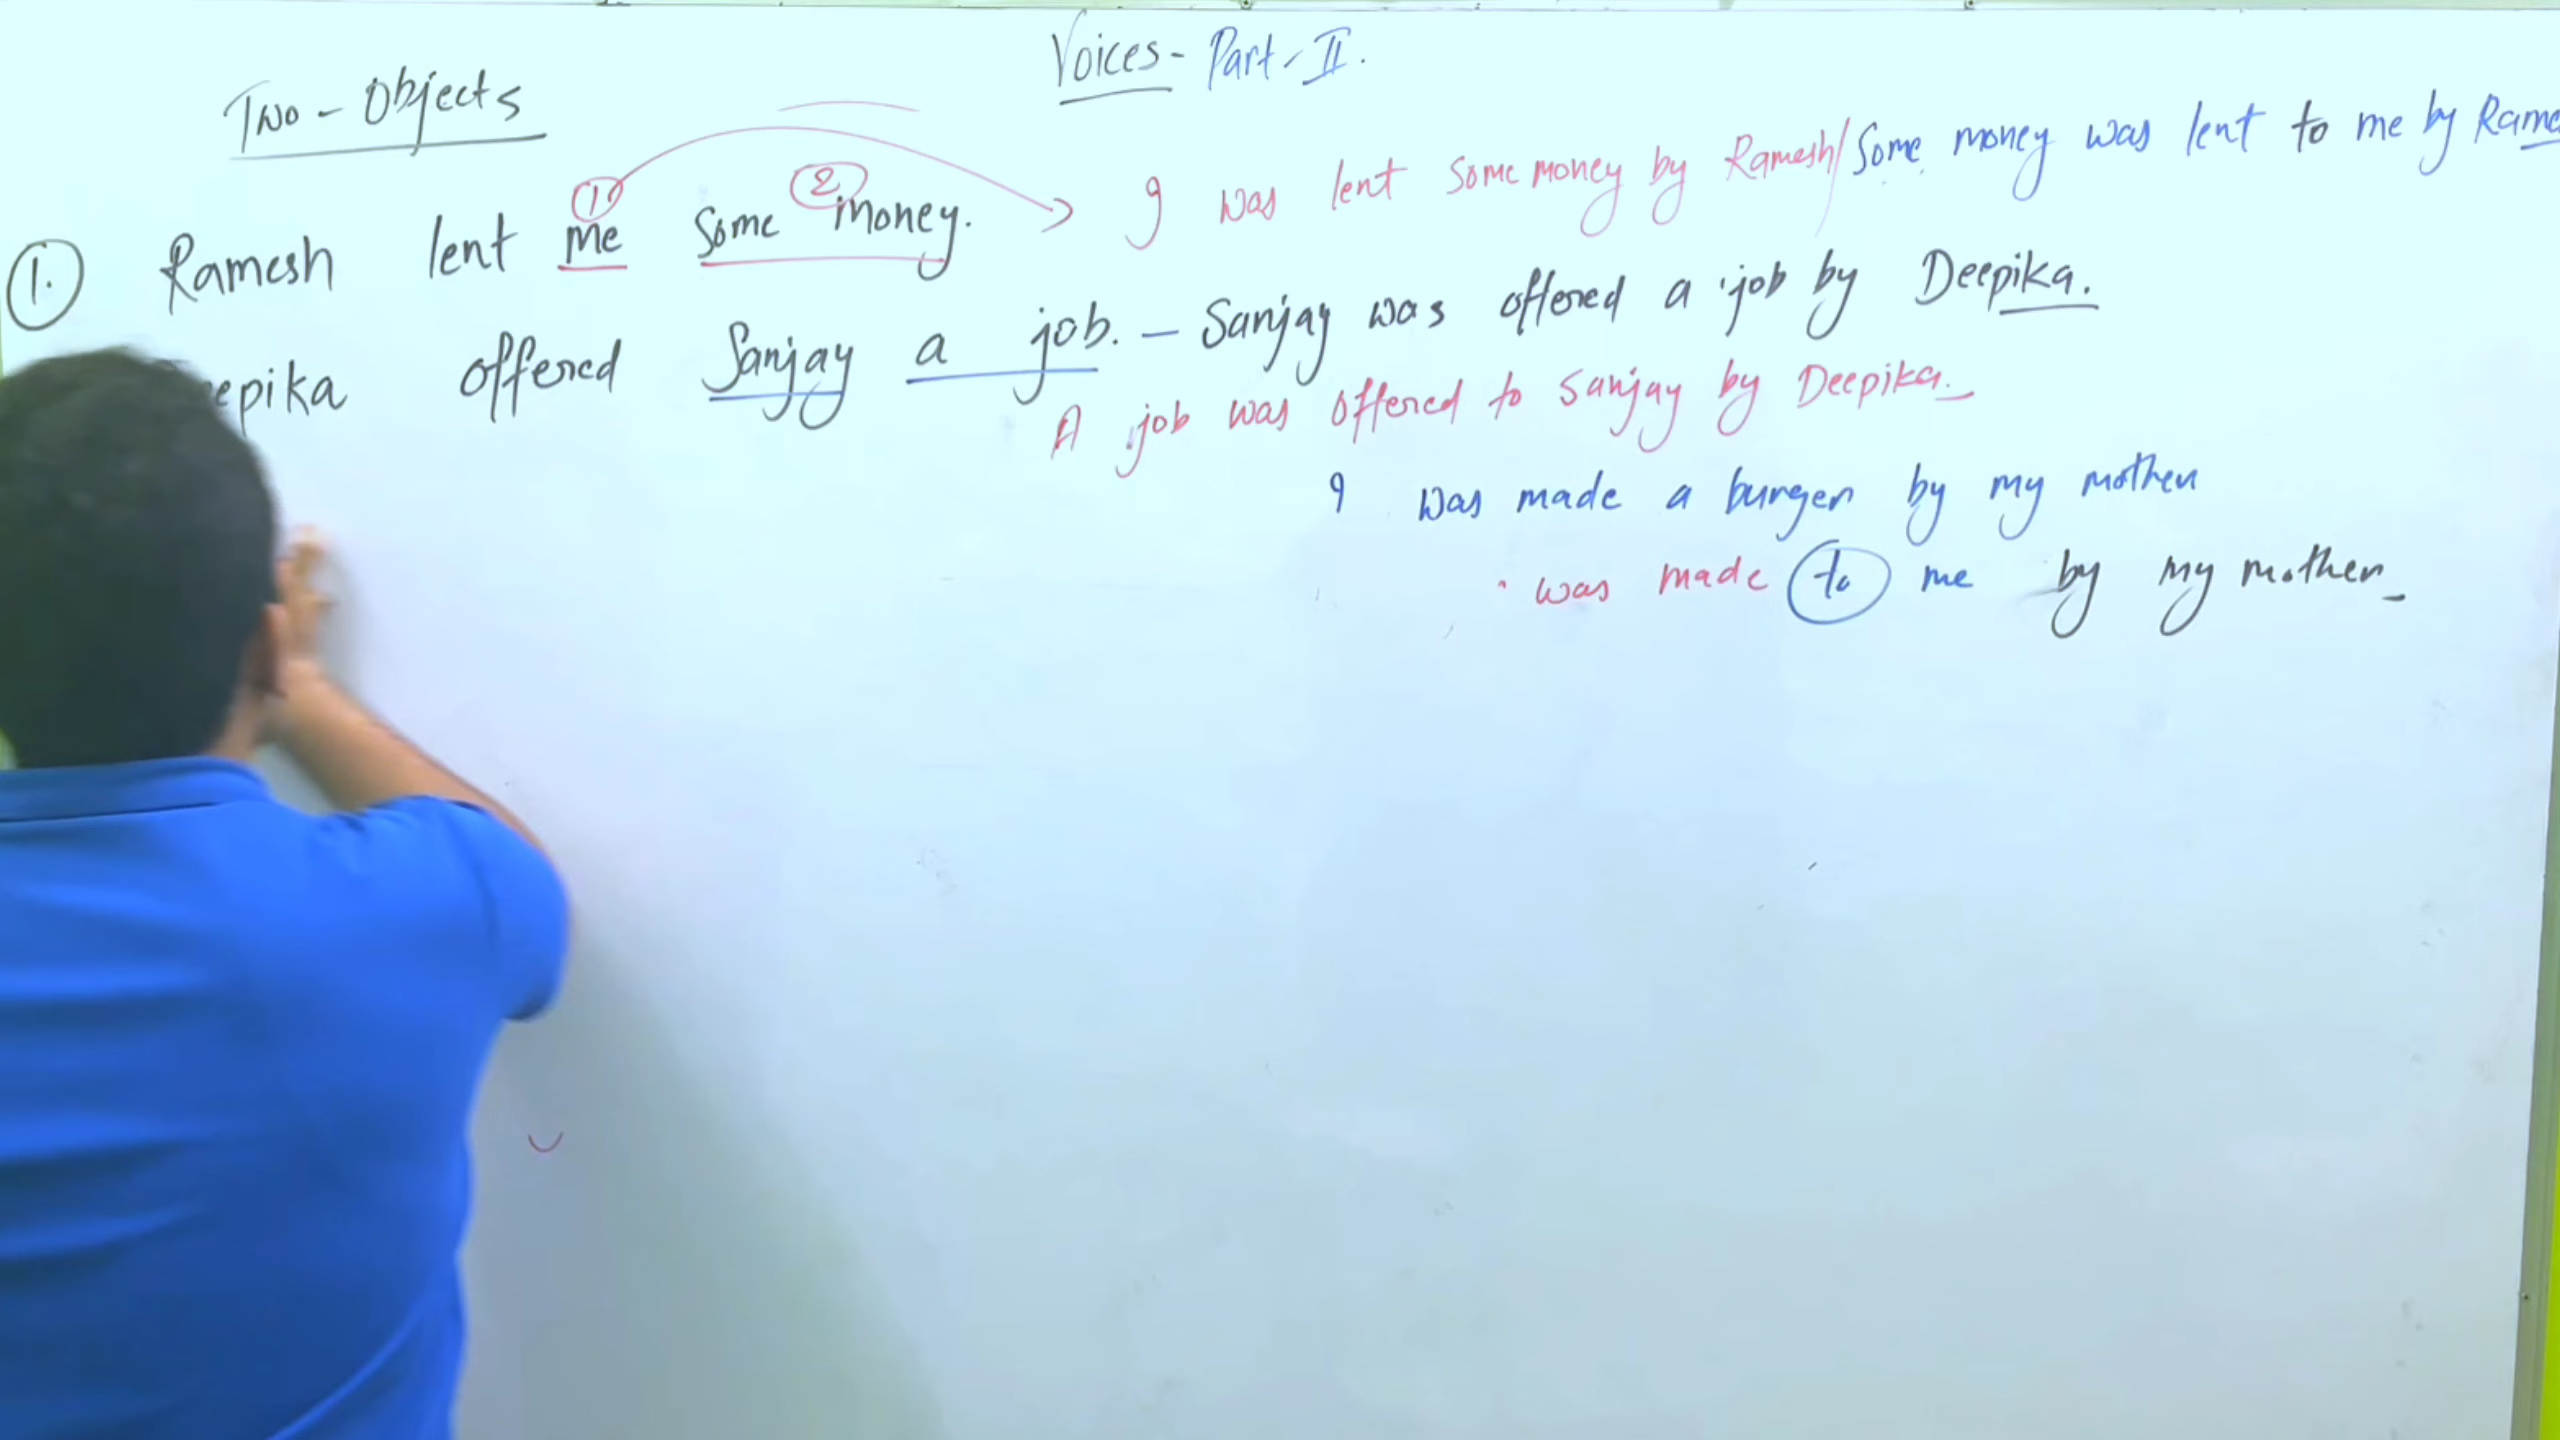 Voices - Part - II.
Two - Objects
1. Ramesh lent me some money. → I was lent some money by Ramesh / Some money was lent to me by Rame
1 2
epika offered Sanjay a job. - Sanjay was offered a job by Deepika.
A job was offered to Sanjay by Deepika.
I was made a burger by my mother
was made to me by my mother